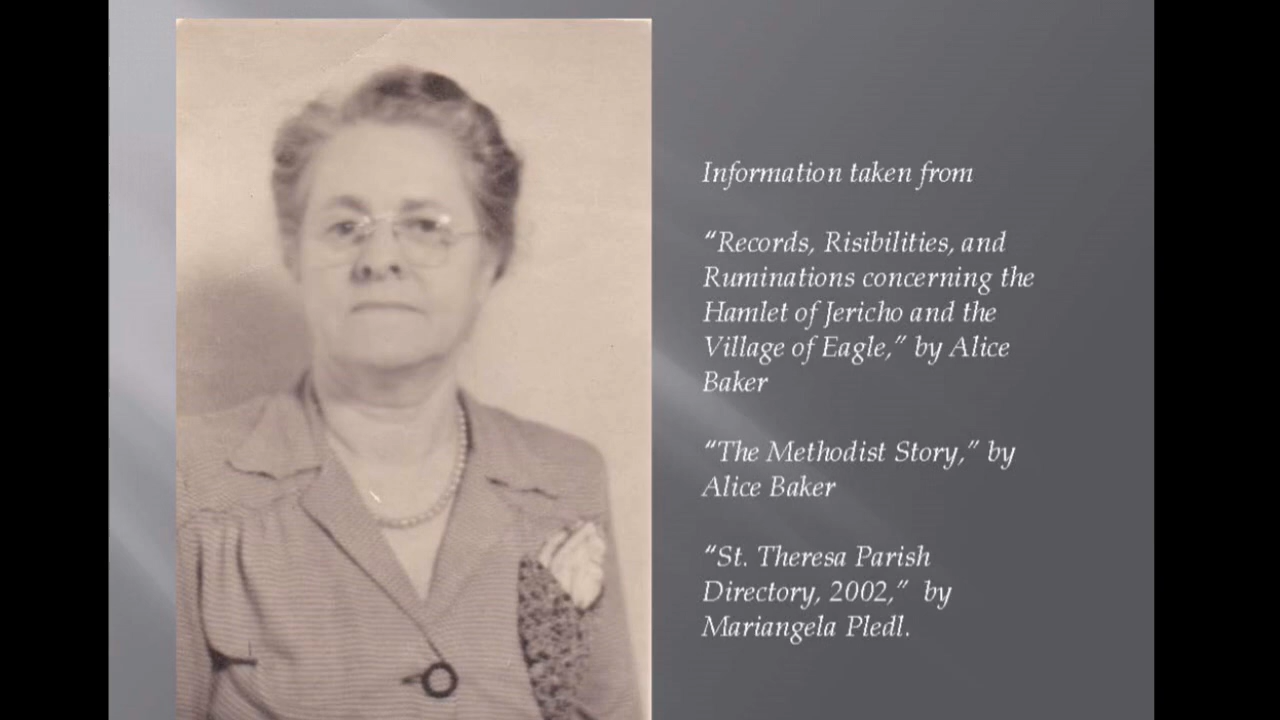 Information taken from
“Records, Risibilities, and
Ruminations concerning the
Hamlet of Jericho and the
Village of Eagle,” by Alice
Baker
“The Methodist Story,” by
Alice Baker
“St. Theresa Parish
Directory, 2002,” by
Mariangela Pledl.